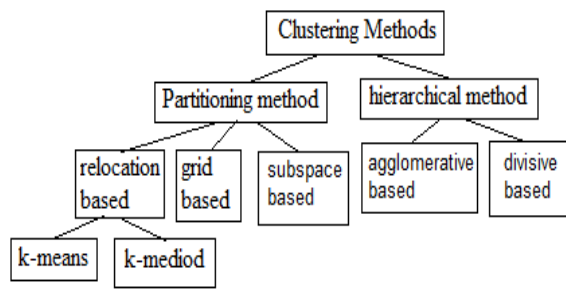 Clustering Methods
Partitioning method
hierarchical method
relocation
based
grid
based
subspace
based
agglomerative
based
divisive
based
k-means
k-mediod